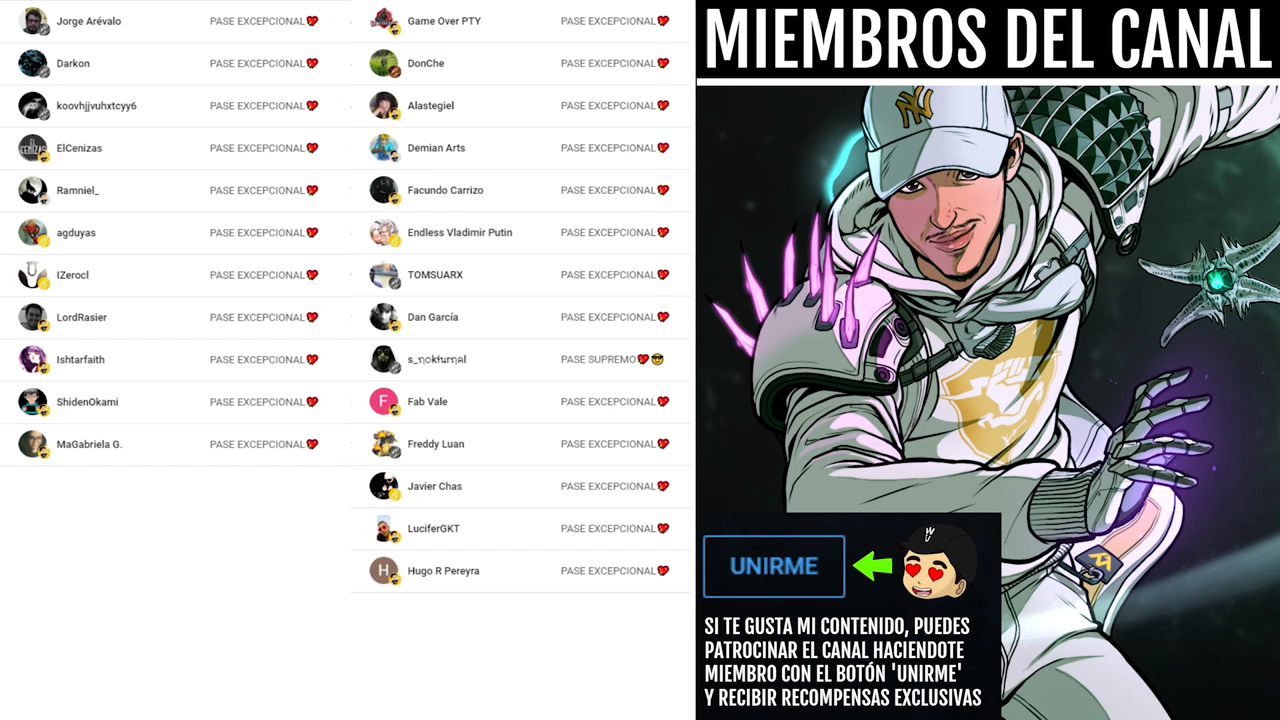 Jorge Arévalo PASE EXCEPCIONAL
Darkon PASE EXCEPCIONAL
koovhjjvuhxtcyy6 PASE EXCEPCIONAL
ElCenizas PASE EXCEPCIONAL
Ramniel_ PASE EXCEPCIONAL
agduyas PASE EXCEPCIONAL
IZerocl PASE EXCEPCIONAL
LordRasier PASE EXCEPCIONAL
Ishtarfaith PASE EXCEPCIONAL
ShidenOkami PASE EXCEPCIONAL
MaGabriela G. PASE EXCEPCIONAL
Game Over PTY PASE EXCEPCIONAL
DonChe PASE EXCEPCIONAL
Alastegiel PASE EXCEPCIONAL
Demian Arts PASE EXCEPCIONAL
Facundo Carrizo PASE EXCEPCIONAL
Endless Vladimir Putin PASE EXCEPCIONAL
TOMSUARX PASE EXCEPCIONAL
Dan García PASE EXCEPCIONAL
PASE SUPREMO
F Fab Vale PASE EXCEPCIONAL
Freddy Luan PASE EXCEPCIONAL
Javier Chas PASE EXCEPCIONAL
LuciferGKT PASE EXCEPCIONAL
H Hugo R Pereyra PASE EXCEPCIONAL
MIEMBROS DEL CANAL
NY
UNIRME
SI TE GUSTA MI CONTENIDO, PUEDES
PATROCINAR EL CANAL HACIENDOTE
MIEMBRO CON EL BOTÓN 'UNIRME'
Y RECIBIR RECOMPENSAS EXCLUSIVAS